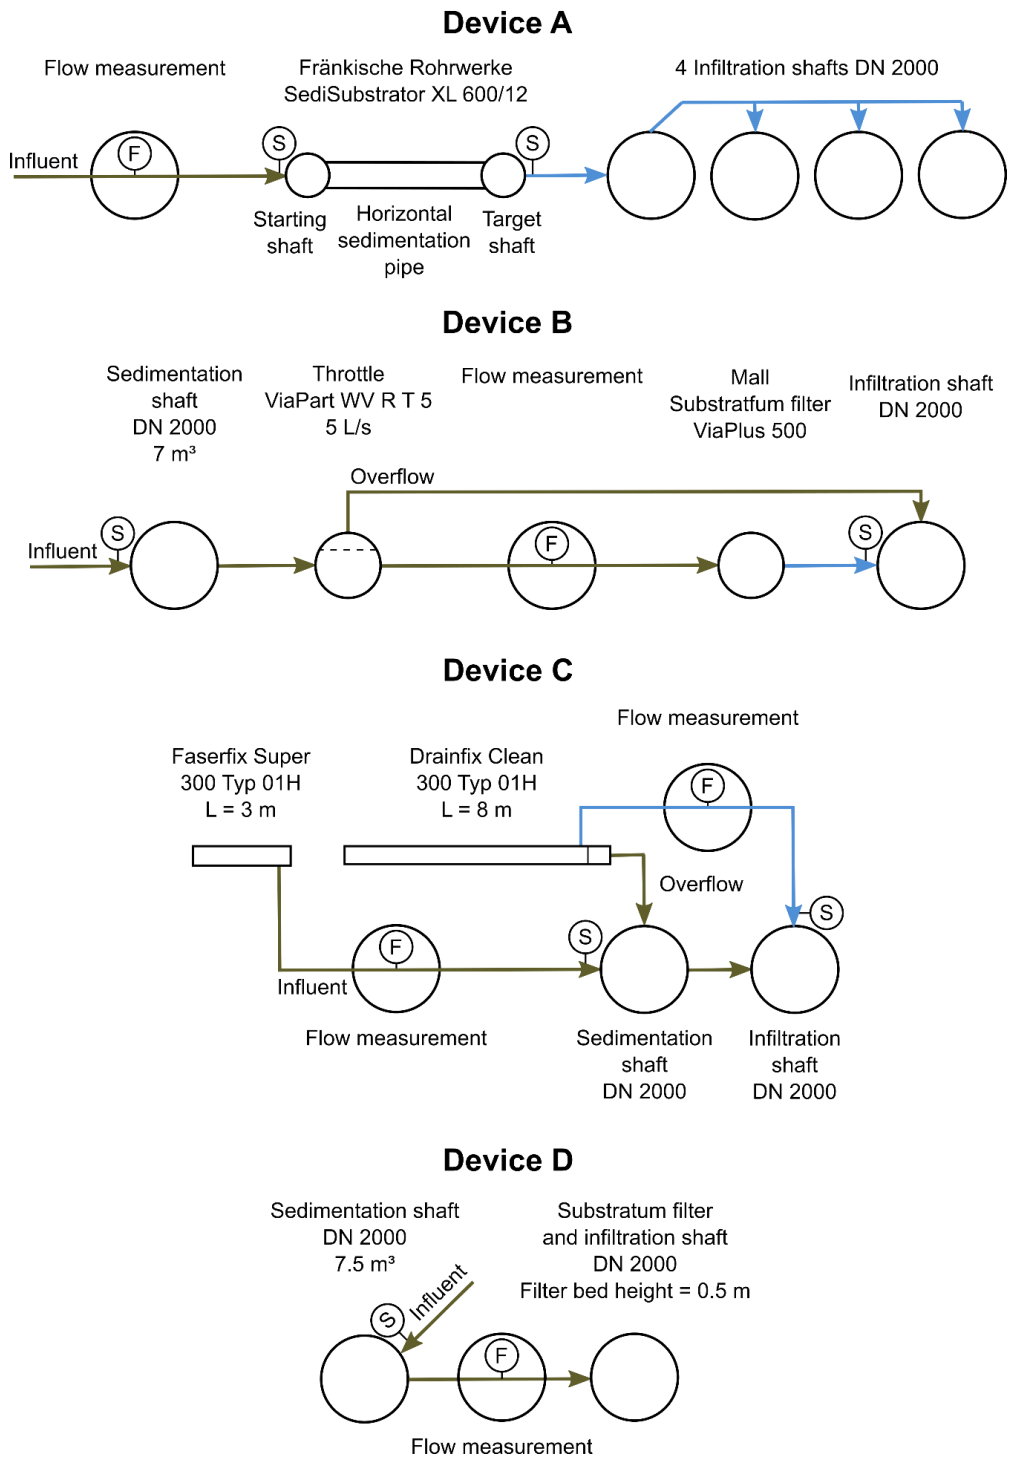 Device A
Flow measurement
Fränkische Rohrwerke
SediSubstrator XL 600/12
4 Infiltration shafts DN 2000
Influent
F
S
S
Starting
shaft
Horizontal
sedimentation
pipe
Target
shaft
Device B
Sedimentation
shaft
DN 2000
7 m³
Throttle
ViaPart WV R T 5
5 L/s
Flow measurement
Mall
Substratfum filter
ViaPlus 500
Infiltration shaft
DN 2000
Overflow
Influent
S
F
S
Device C
Flow measurement
Faserfix Super
300 Typ 01H
L = 3 m
Drainfix Clean
300 Typ 01H
L = 8 m
F
Overflow
S
F
S
Influent
Flow measurement
Sedimentation
shaft
DN 2000
Infiltration
shaft
DN 2000
Device D
Sedimentation shaft
DN 2000
7.5 m³
Substratum filter
and infiltration shaft
DN 2000
Filter bed height = 0.5 m
Influent
S
F
Flow measurement